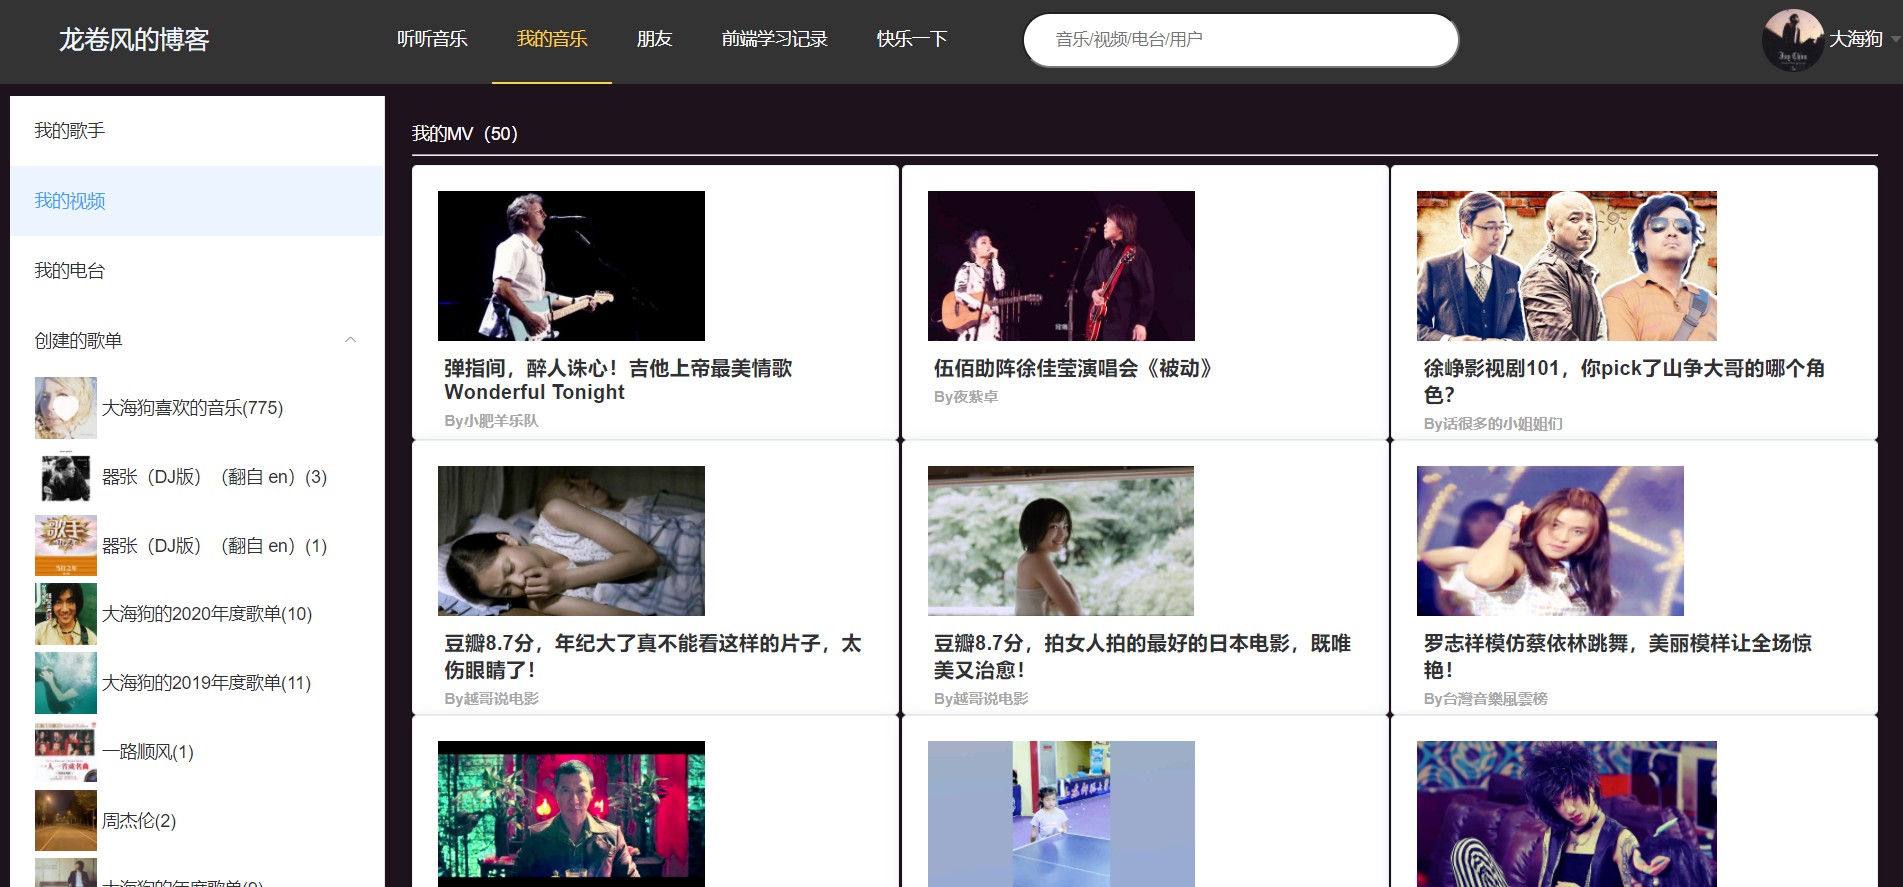 龙卷风的博客
听听音乐
我的音乐
朋友
前端学习记录
快乐一下
音乐/视频/电台/用户
大海狗
我的歌手
我的视频
我的电台
创建的歌单
大海狗喜欢的音乐(775)
嚣张（DJ版）（翻自 en）(3)
嚣张（DJ版）（翻自 en）(1)
大海狗的2020年度歌单(10)
大海狗的2019年度歌单(11)
一路顺风(1)
周杰伦(2)
我的MV（50）
弹指间，醉人诛心！吉他上帝最美情歌
Wonderful Tonight
By小肥羊乐队
伍佰助阵徐佳莹演唱会《被动》
By夜紫卓
徐峥影视剧101，你pick了山争大哥的哪个角
色？
By话很多的小姐姐们
豆瓣8.7分，年纪大了真不能看这样的片子，太
伤眼睛了！
By越哥说电影
豆瓣8.7分，拍女人拍的最好的日本电影，既唯
美又治愈！
By越哥说电影
罗志祥模仿蔡依林跳舞，美丽模样让全场惊
艳！
By台灣音樂風雲榜